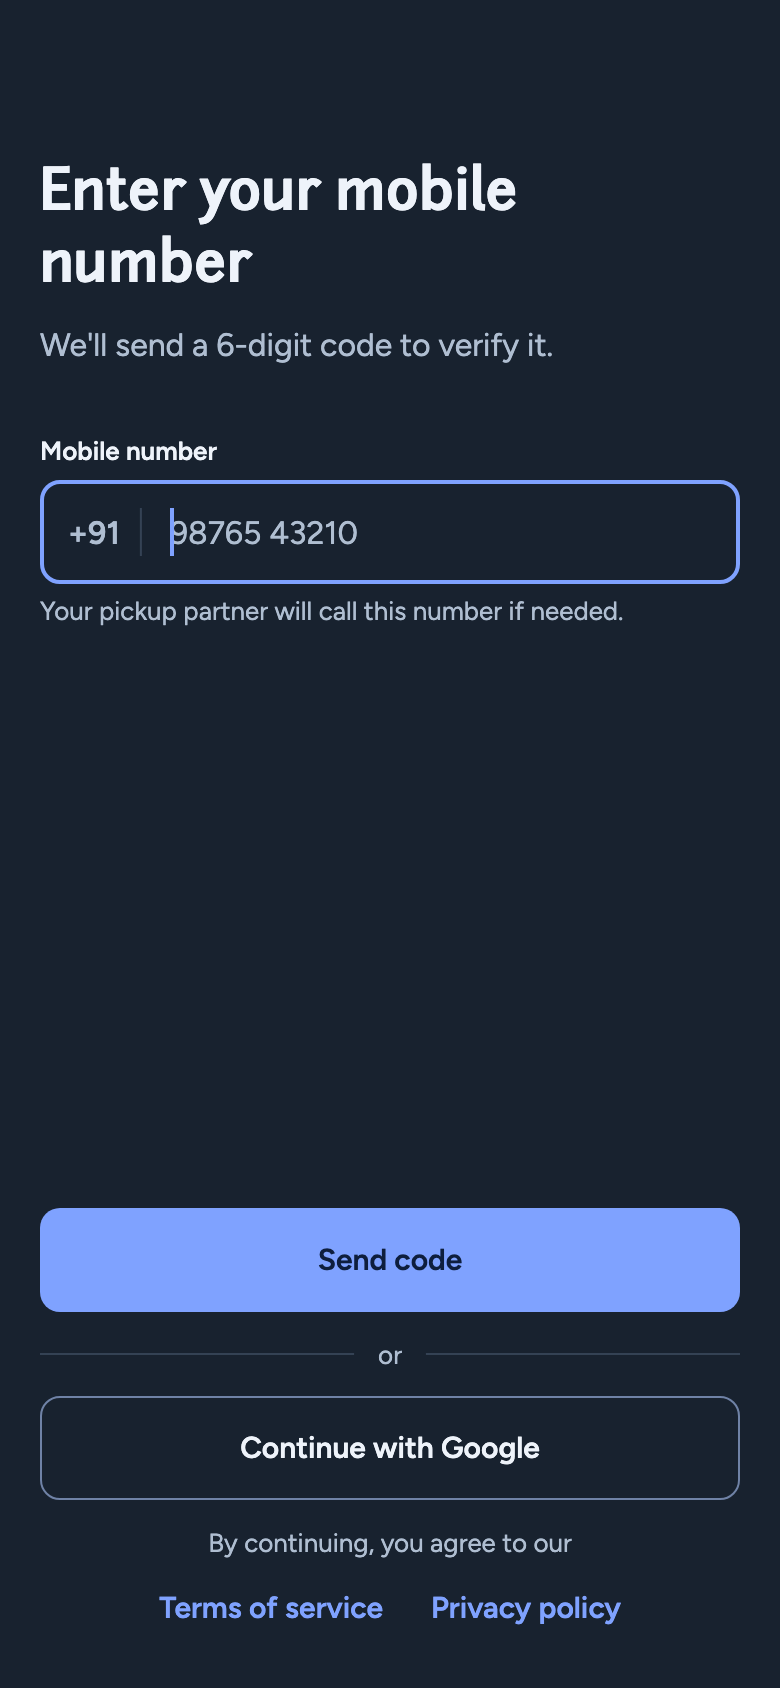 Enter your mobile
number
We'll send a 6-digit code to verify it.
Mobile number
+91 98765 43210
Your pickup partner will call this number if needed.
Send code
or
Continue with Google
By continuing, you agree to our
Terms of service Privacy policy